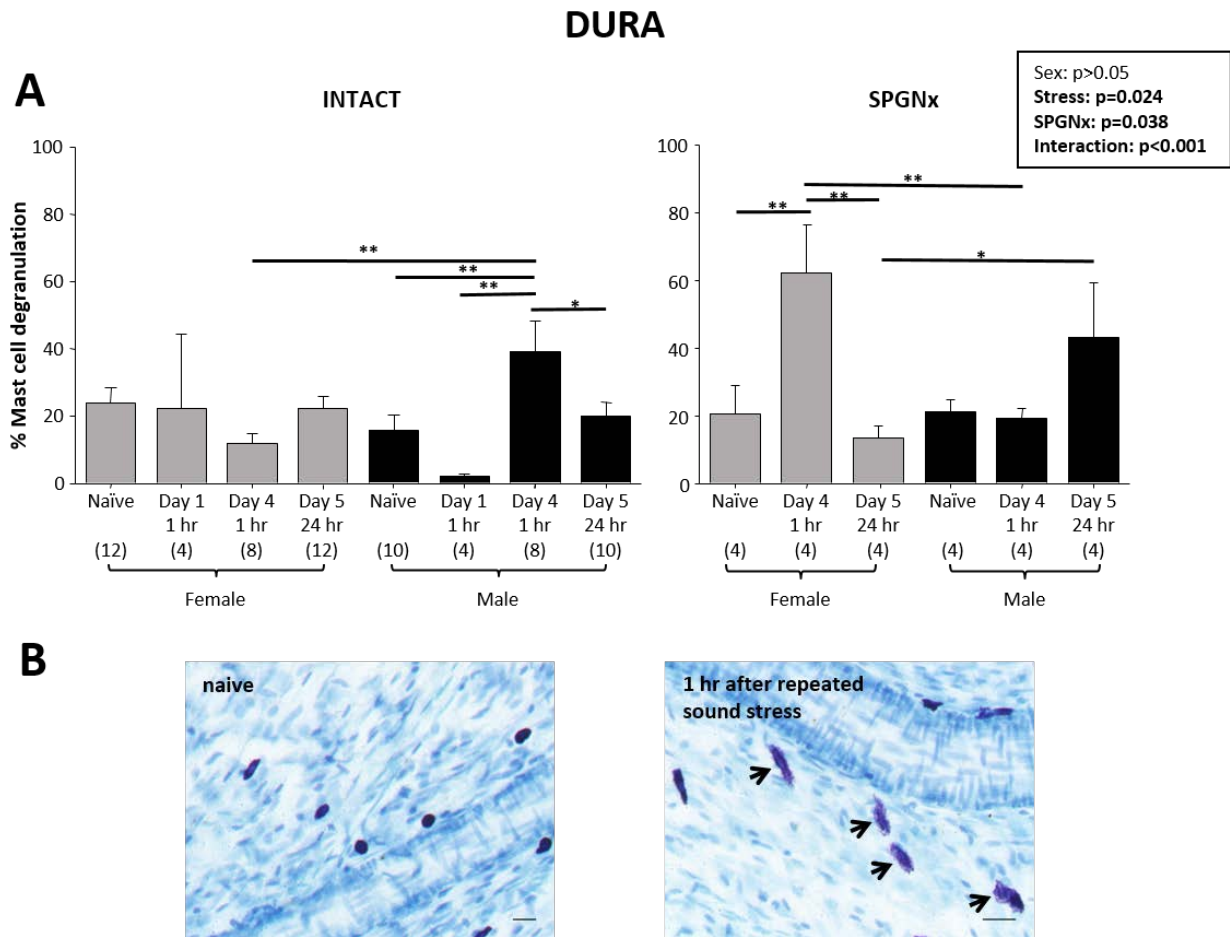 DURA
A
INTACT
SPGNx
Sex: p>0.05
Stress: p=0.024
SPGNx: p=0.038
Interaction: p<0.001
% Mast cell degranulation
100
80
60
40
20
0
**
**
**
*
Naïve
Day 1
1 hr
Day 4
1 hr
Day 5
24 hr
Naïve
Day 1
1 hr
Day 4
1 hr
Day 5
24 hr
(12)
(4)
(8)
(12)
(10)
(4)
(8)
(10)
Female
Male
100
80
60
40
20
0
**
**
**
*
Naïve
Day 4
1 hr
Day 5
24 hr
Naïve
Day 4
1 hr
Day 5
24 hr
(4)
(4)
(4)
(4)
(4)
(4)
Female
Male
B
naive
1 hr after repeated
sound stress